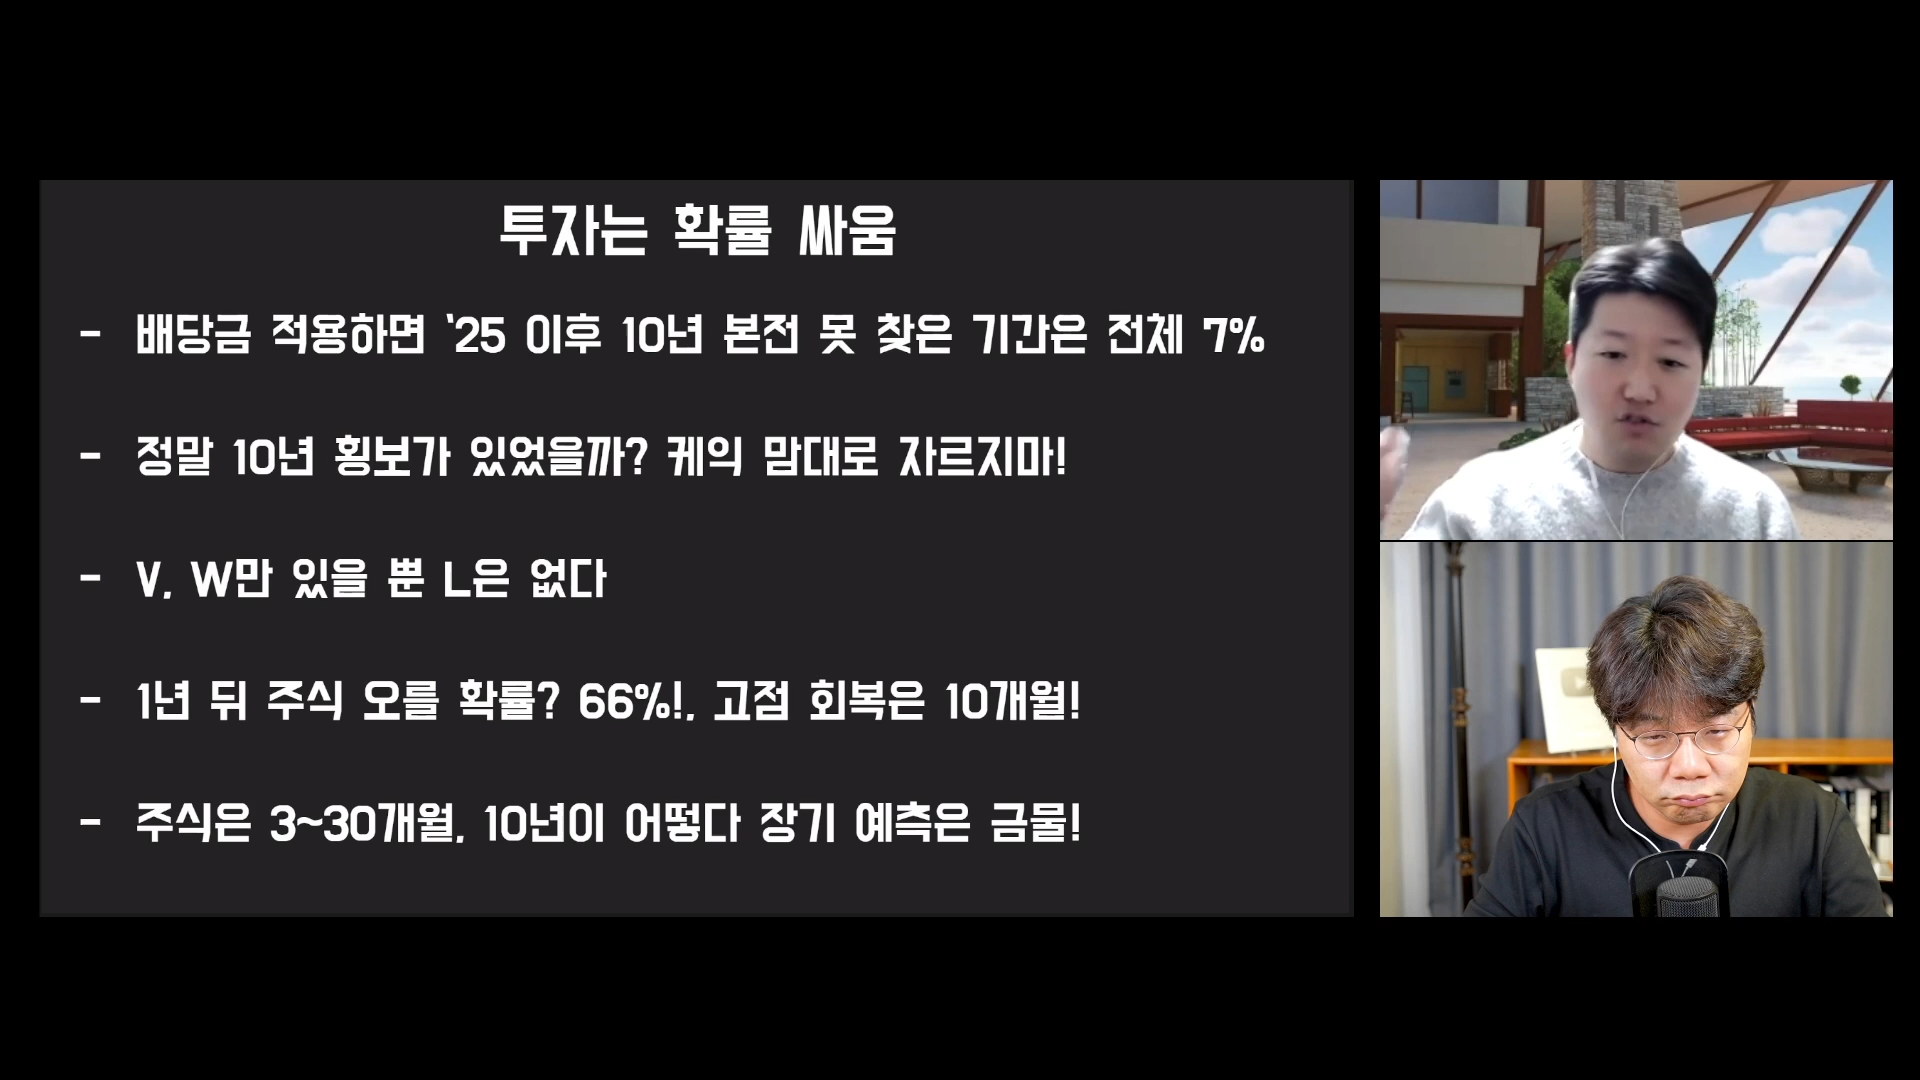 투자는 확률 싸움
- 배당금 적용하면 ‘25 이후 10년 본전 못 찾은 기간은 전체 7%
- 정말 10년 횡보가 있었을까? 케익 맘대로 자르지마!
- V, W만 있을 뿐 L은 없다
- 1년 뒤 주식 오를 확률? 66%!, 고점 회복은 10개월!
- 주식은 3~30개월, 10년이 어떻다 장기 예측은 금물!